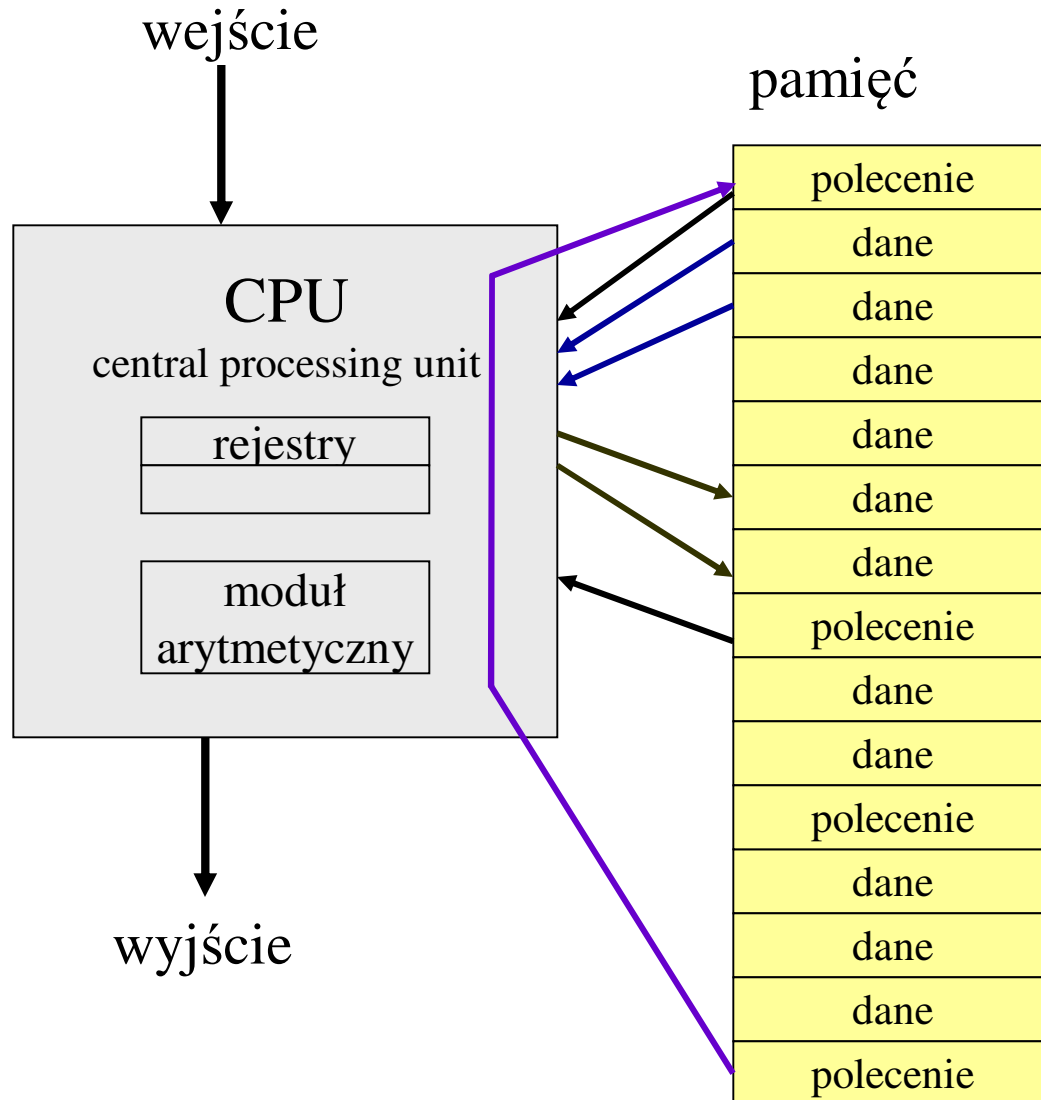 wejście
CPU
central processing unit
rejestry
moduł
arytmetyczny
wyjście
pamięć
polecenie
dane
dane
dane
dane
dane
dane
polecenie
dane
dane
polecenie
dane
dane
dane
polecenie